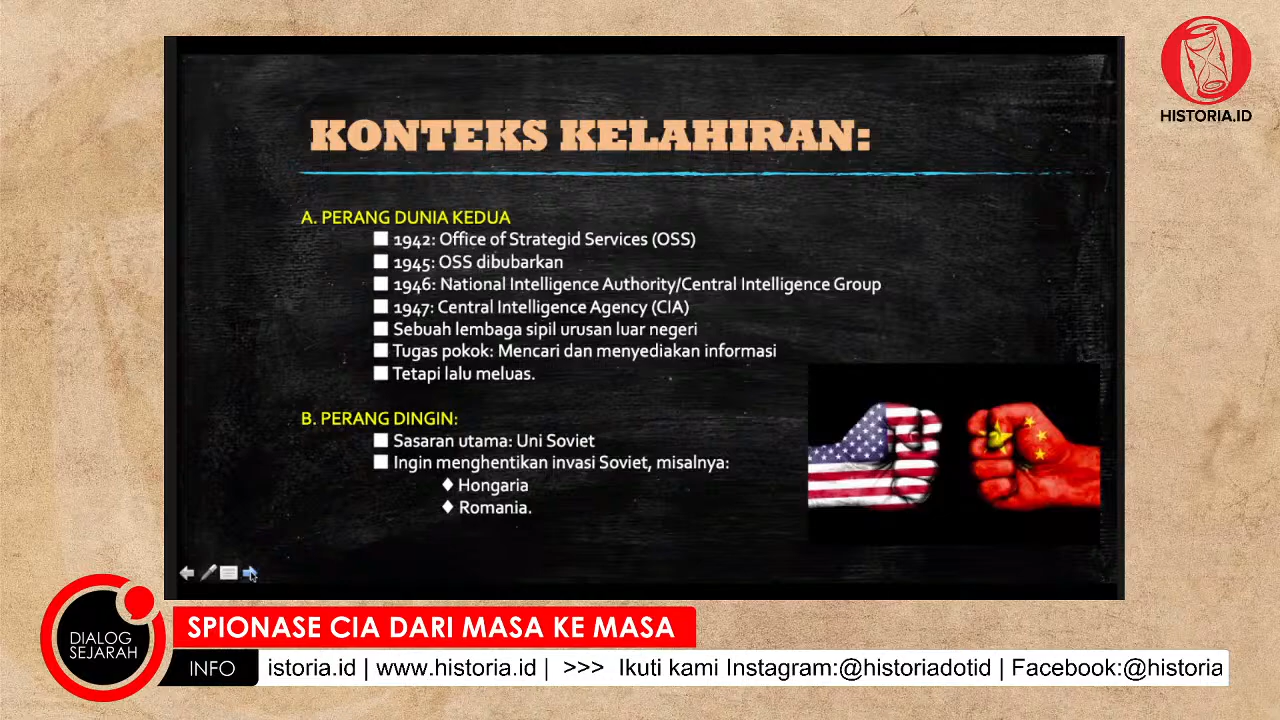 HISTORIA.ID
KONTEKS KELAHIRAN:
A. PERANG DUNIA KEDUA
1942: Office of Strategid Services (OSS)
1945: OSS dibubarkan
1946: National Intelligence Authority/Central Intelligence Group
1947: Central Intelligence Agency (CIA)
Sebuah lembaga sipil urusan luar negeri
Tugas pokok: Mencari dan menyediakan informasi
Tetapi lalu meluas.
B. PERANG DINGIN:
Sasaran utama: Uni Soviet
Ingin menghentikan invasi Soviet, misalnya:
Hongaria
Romania.
DIALOG
SEJARAH
SPIONASE CIA DARI MASA KE MASA
INFO
istoria.id | www.historia.id | >>> Ikuti kami Instagram:@historiadotid | Facebook:@historia